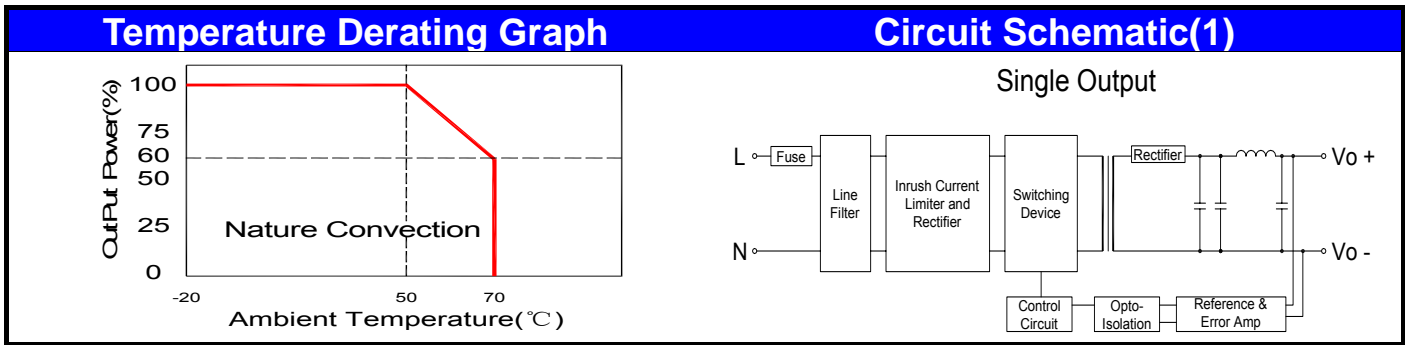 Temperature Derating Graph
Circuit Schematic(1)
OutPut Power(%)
100
75
60
50
25
0
Nature Convection
-20
50
70
Ambient Temperature(℃)
Single Output
L
Fuse
Line
Filter
Inrush Current
Limiter and
Rectifier
Switching
Device
Rectifier
Vo +
N
Vo -
Control
Circuit
Opto-
Isolation
Reference &
Error Amp